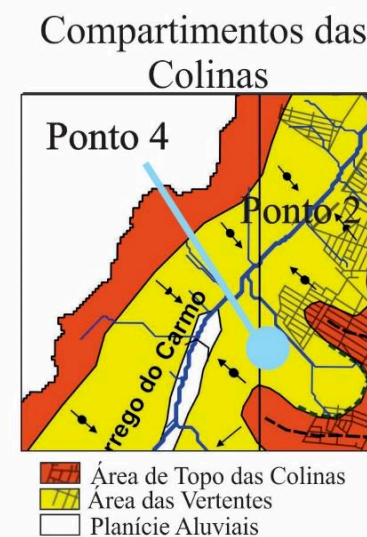 Compartimentos das
Colinas
Ponto 4
Ponto 2
rrego do Carmo
Área de Topo das Colinas
Área das Vertentes
Planície Aluviais